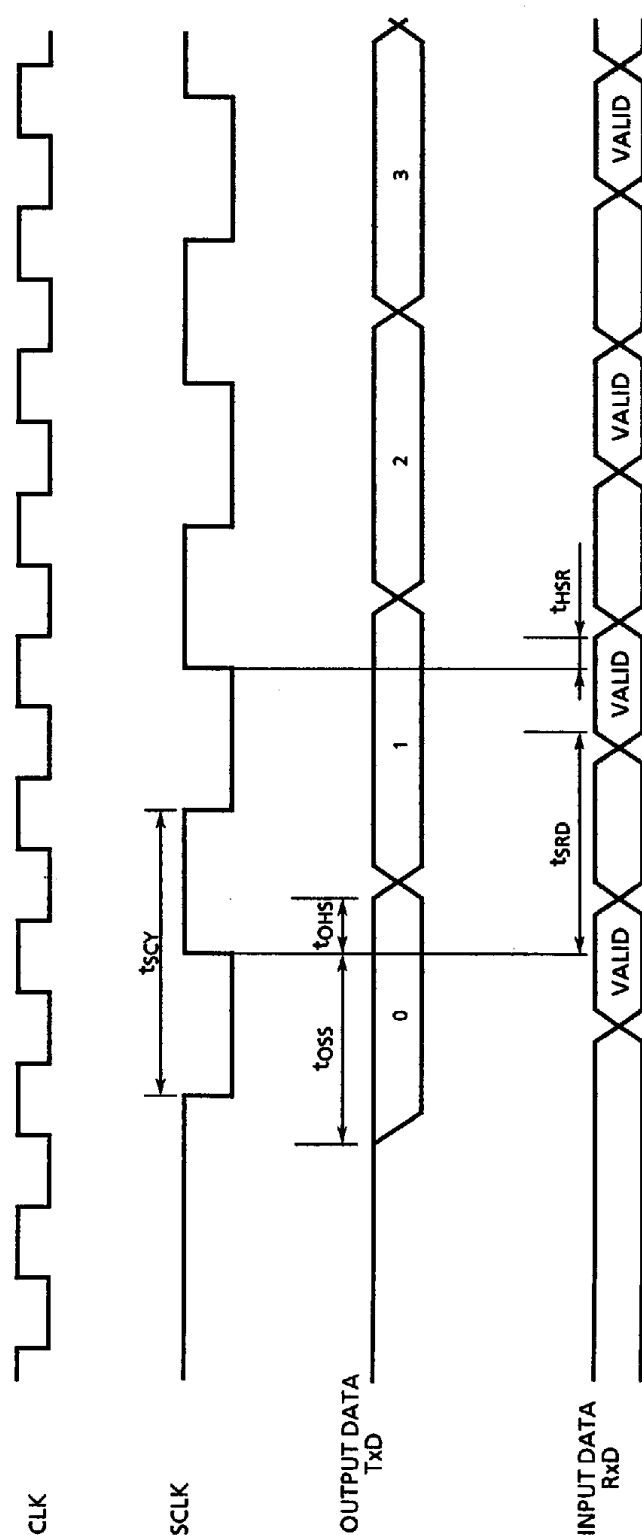 CLK
SCLK
tSCY
OUTPUT DATA
TxD
tOSS
tOHS
0
1
2
3
INPUT DATA
RxD
tSRD
tHSR
VALID
VALID
VALID
VALID